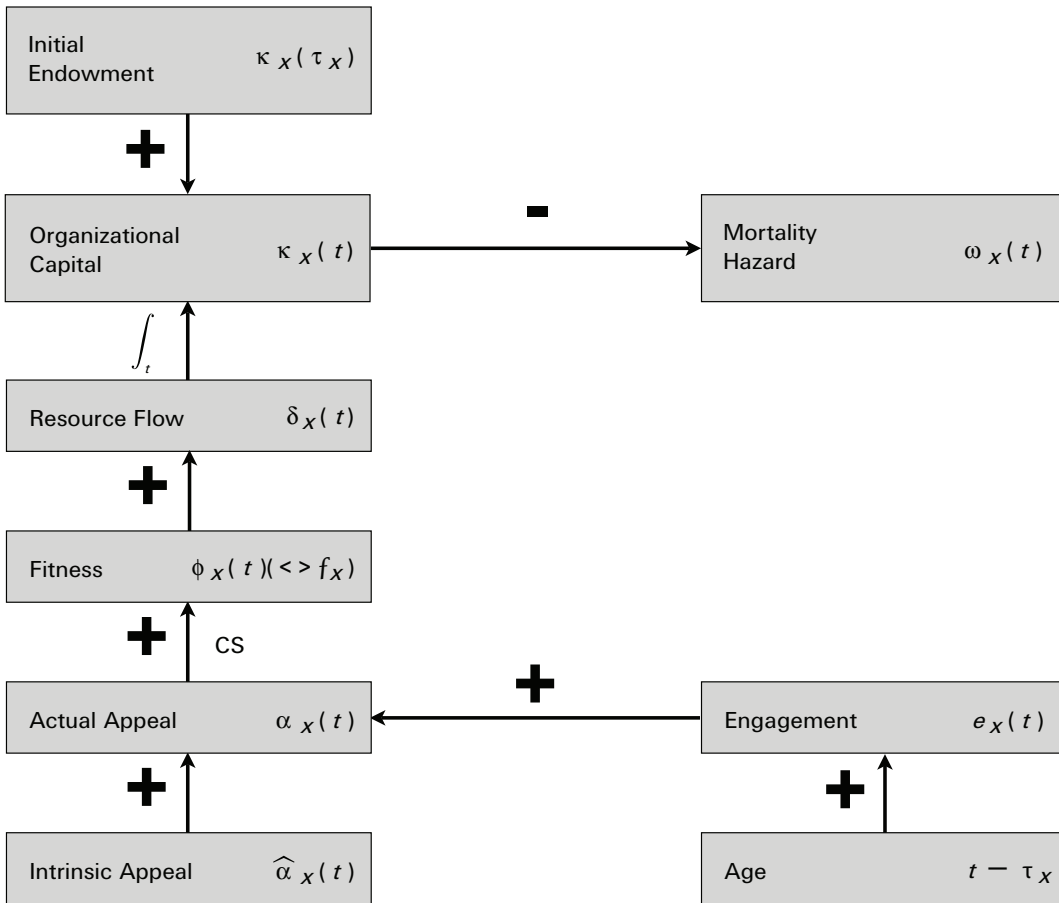 Initial
Endowment κ x ( τ x )
+
Organizational
Capital κ x ( t )
-
Mortality
Hazard ω x ( t )
∫ t
Resource Flow δ x ( t )
+
Fitness ϕ x ( t )( < > f x )
+ CS
Actual Appeal α x ( t )
+
Engagement e x ( t )
+
+
Intrinsic Appeal α̂ x ( t )
Age t − τ x